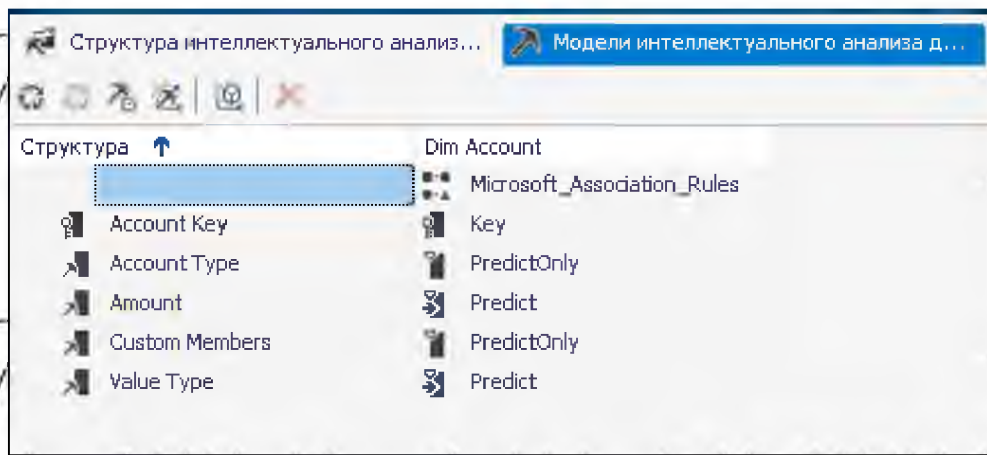 Структура интеллектуального анализ... Модели интеллектуального анализа д...
Структура Dim Account
Microsoft_Association_Rules
Account Key Key
Account Type PredictOnly
Amount Predict
Custom Members PredictOnly
Value Type Predict